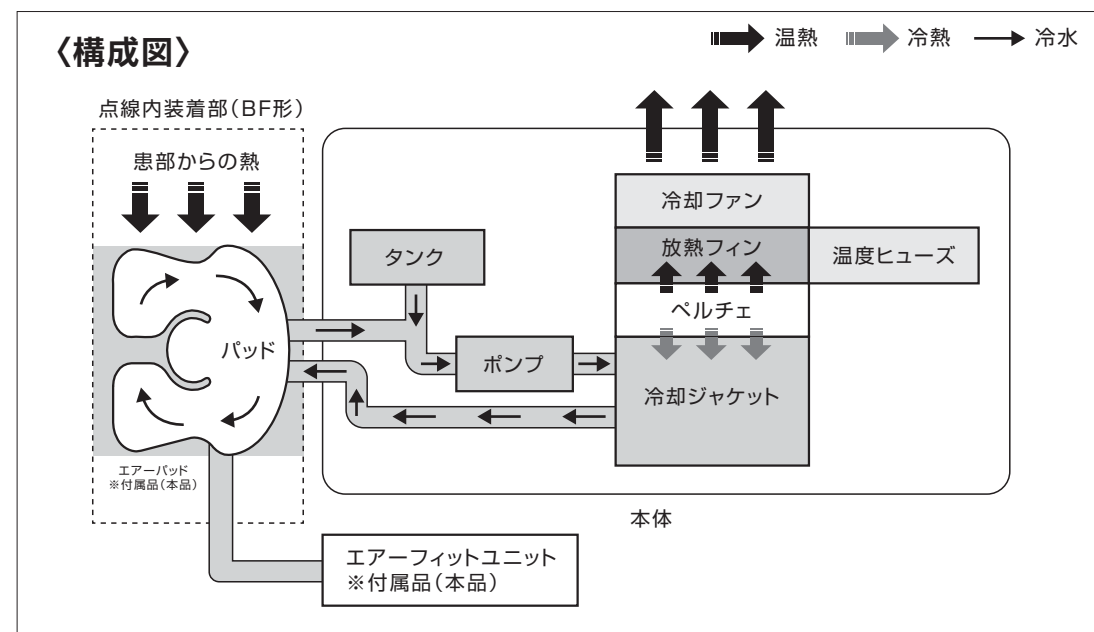 〈構成図〉
温熱
冷熱
冷水
点線内装着部（BF形）
患部からの熱
冷却ファン
タンク
放熱フィン
温度ヒューズ
ペルチェ
パッド
ポンプ
冷却ジャケット
エアーパッド
※付属品（本品）
本体
エアーフィットユニット
※付属品（本品）